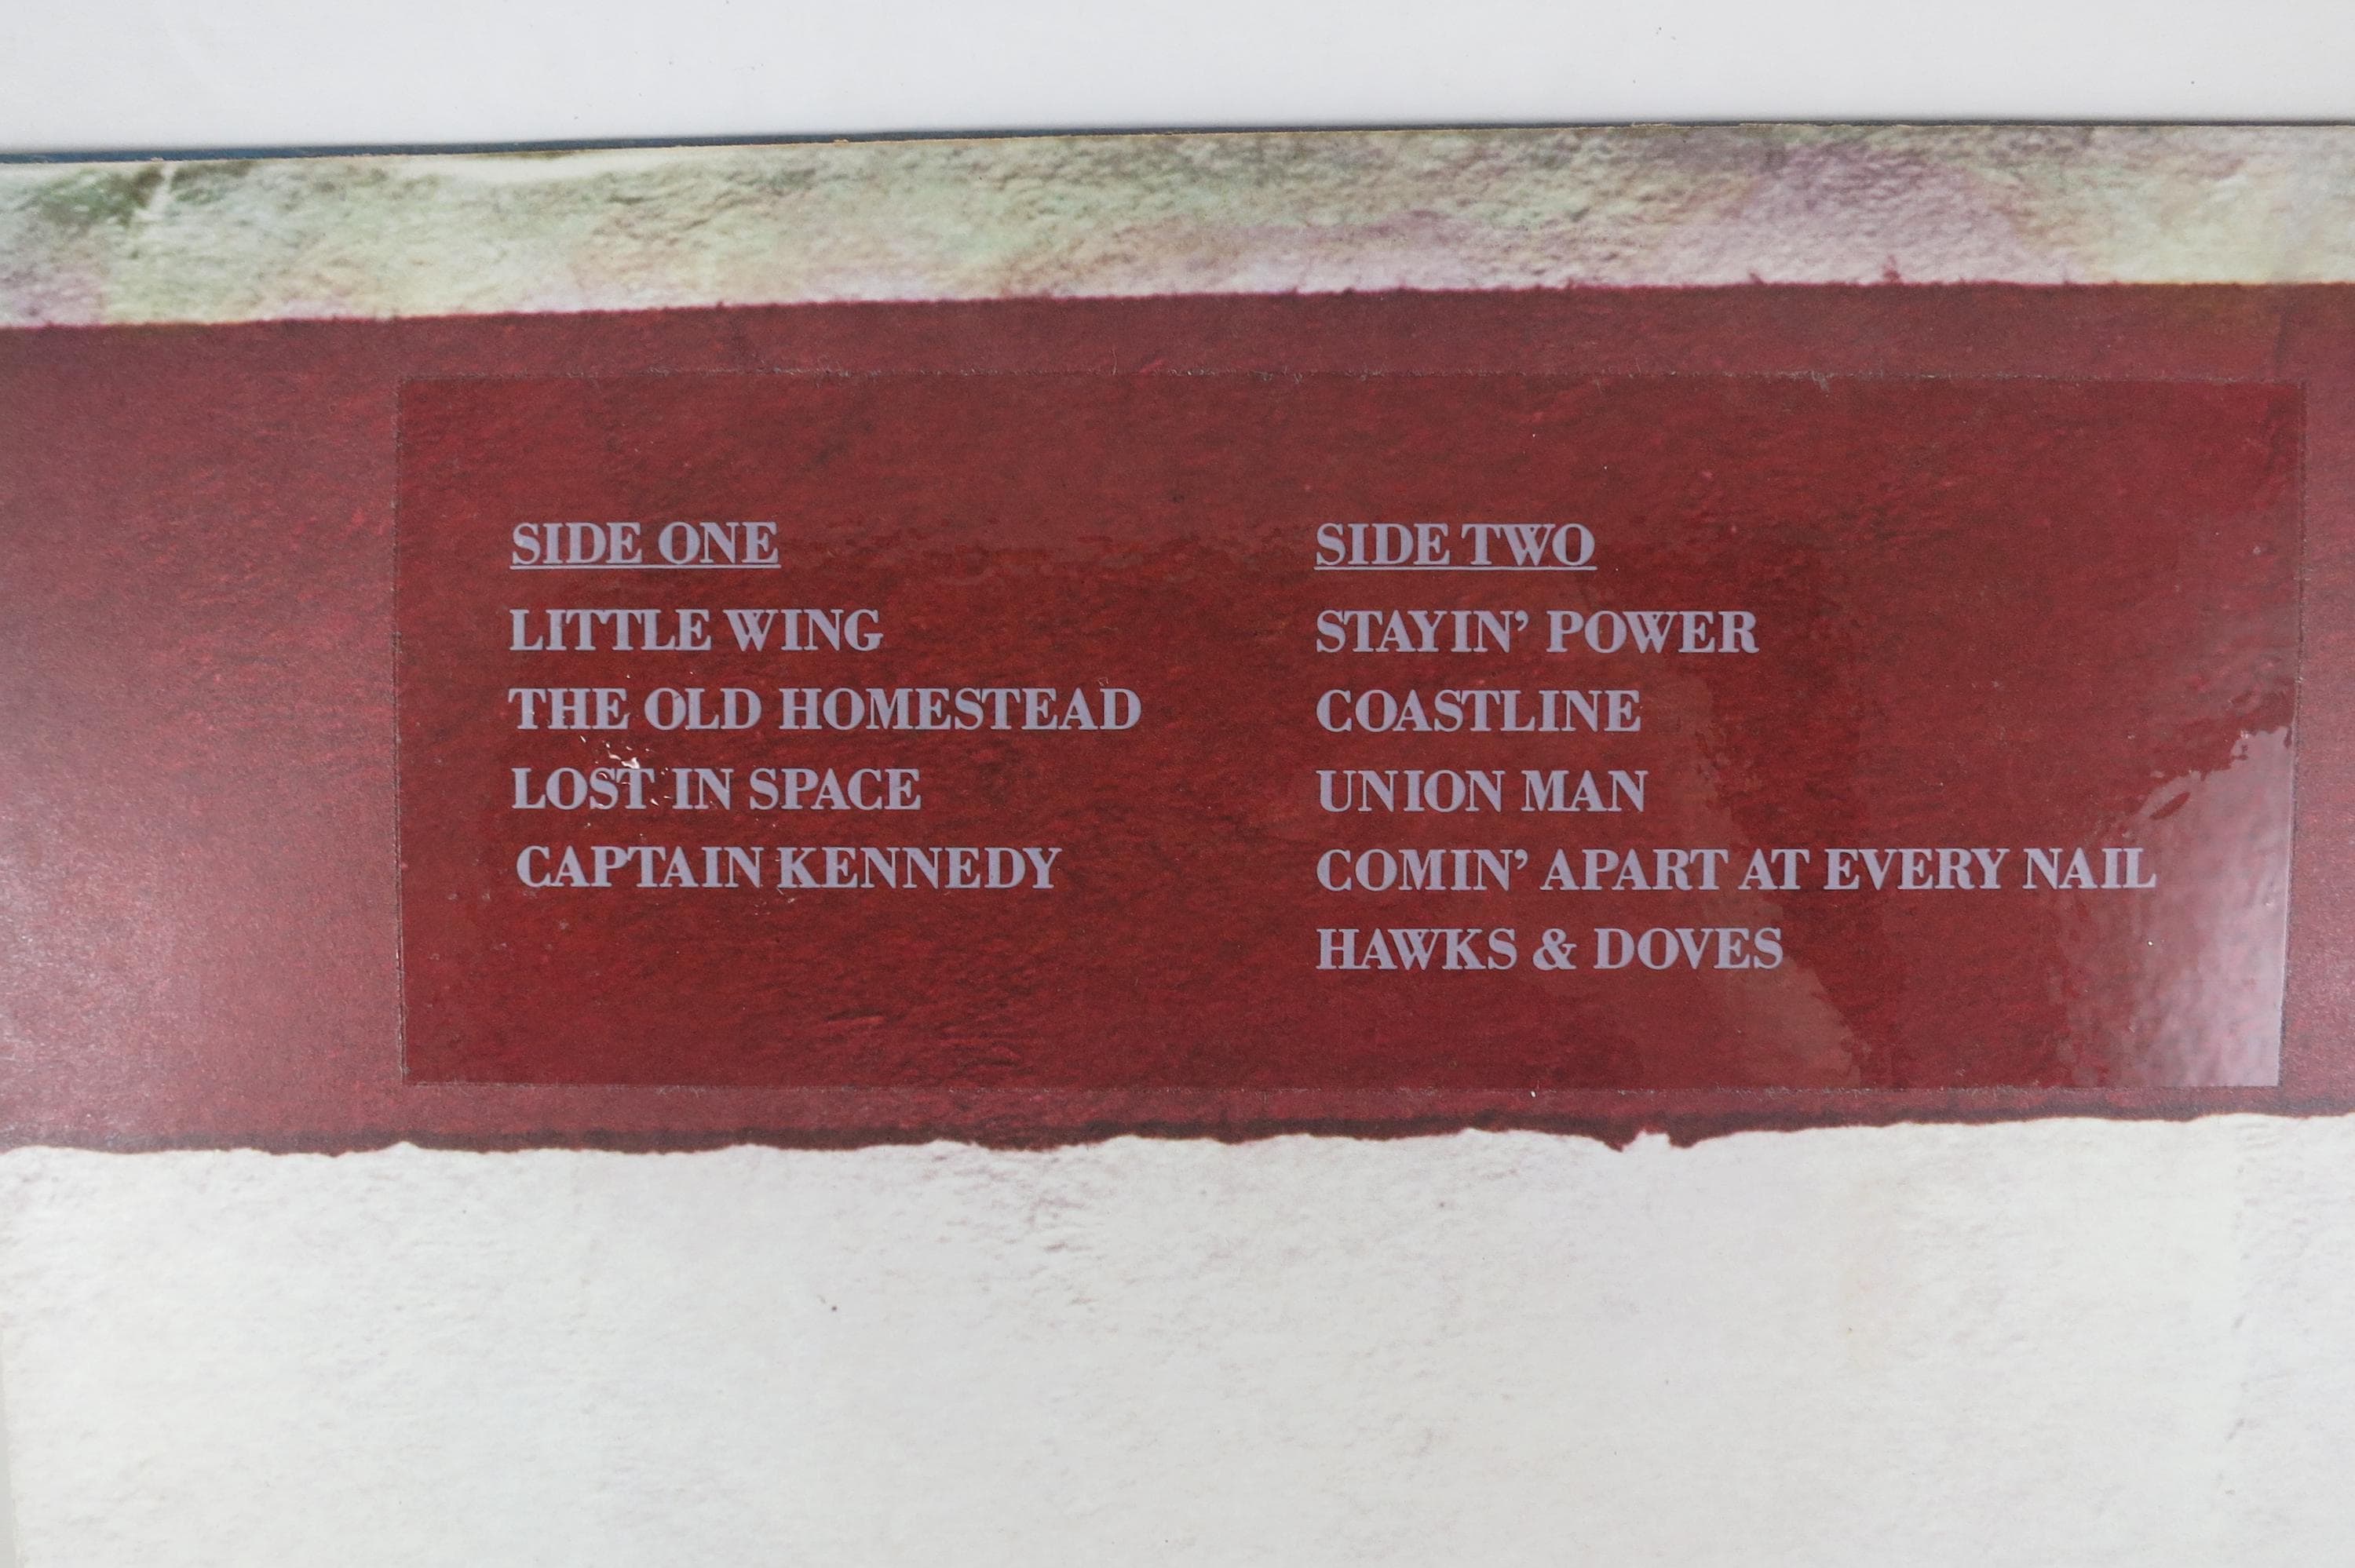 SIDE ONE
LITTLE WING
THE OLD HOMESTEAD
LOST IN SPACE
CAPTAIN KENNEDY
SIDE TWO
STAYIN’ POWER
COASTLINE
UNION MAN
COMIN’ APART AT EVERY NAIL
HAWKS & DOVES